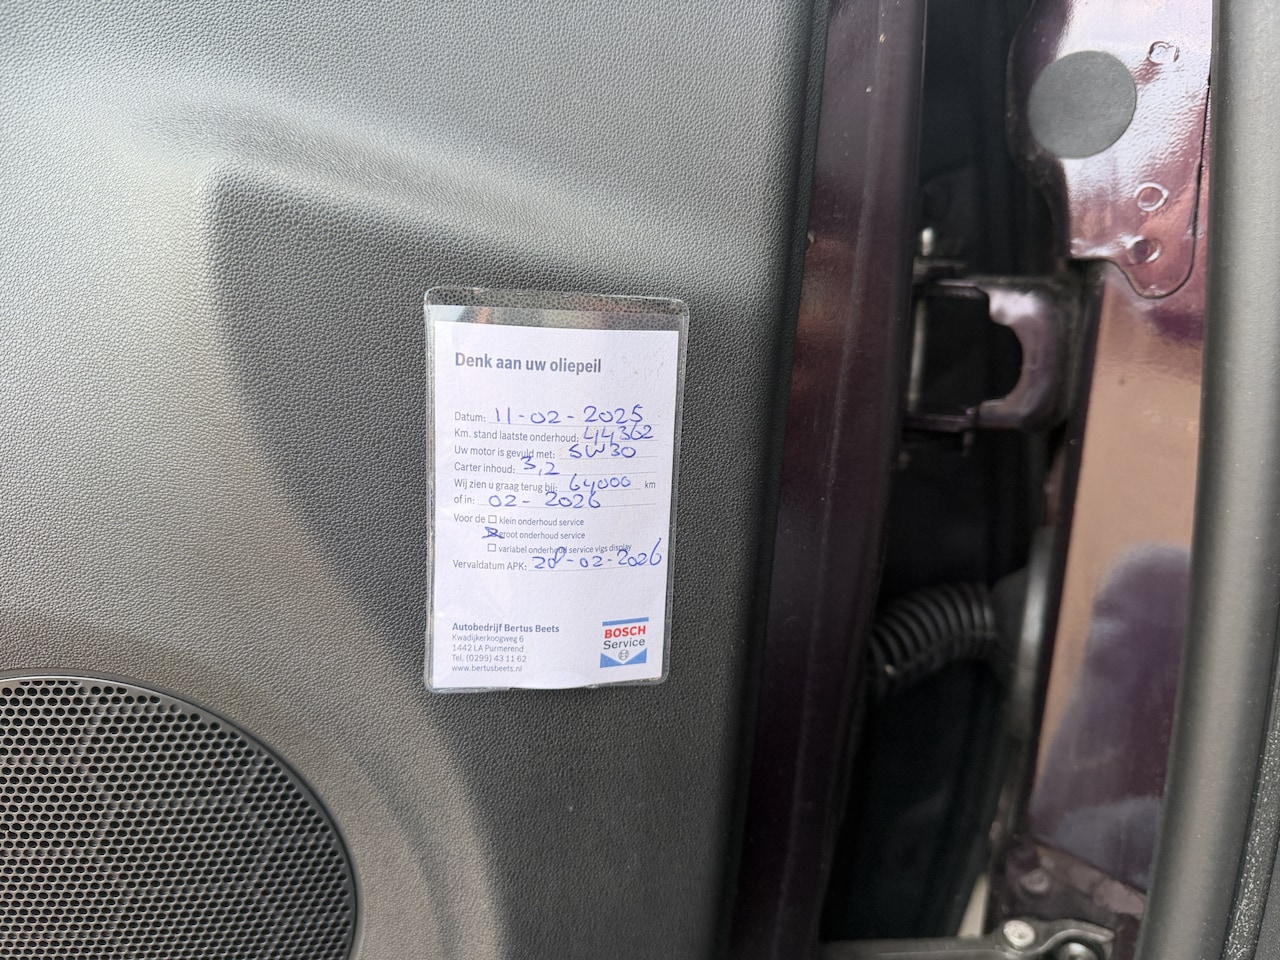 Denk aan uw oliepeil
Datum: 11-02-2025
Km. stand laatste onderhoud: 44362
Uw motor is gevuld met: 5W30
Carter inhoud: 3,2
Wij zien u graag terug bij: 64000 km
of in: 02-2026
Voor de ☐ klein onderhoud service
☒ groot onderhoud service
☐ variabel onderhoud service vlgs display
Vervaldatum APK: 28-02-2026
Autobedrijf Bertus Beets
Kwadijkerkoogweg 6
1442 LA Purmerend
Tel. (0299) 43 11 62
www.bertusbeets.nl
BOSCH
Service